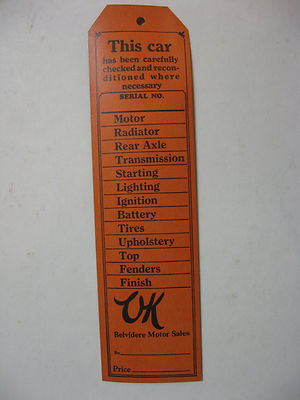 This car
has been carefully
checked and recon-
ditioned where
necessary
SERIAL NO.
Motor
Radiator
Rear Axle
Transmission
Starting
Lighting
Ignition
Battery
Tires
Upholstery
Top
Fenders
Finish
OK
Belvidere Motor Sales
Price